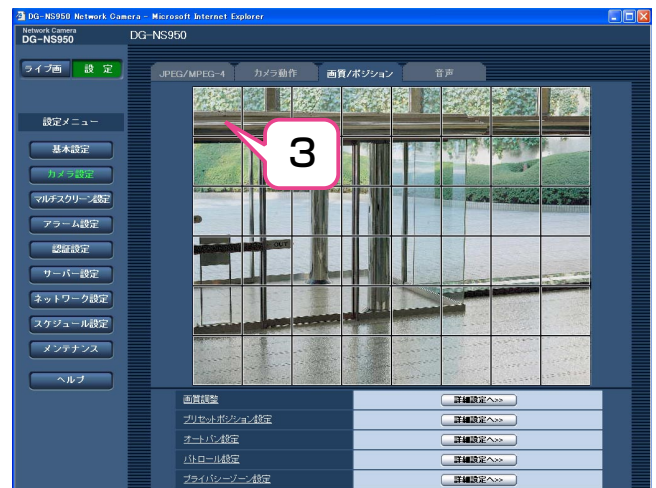 DG-NS950 Network Camera - Microsoft Internet Explorer
Network Camera
DG-NS950
DG-NS950
ライブ画 設 定
JPEG/MPEG-4 カメラ動作 画質/ポジション 音声
設定メニュー
基本設定
カメラ設定
マルチスクリーン設定
アラーム設定
認証設定
サーバー設定
ネットワーク設定
スケジュール設定
メンテナンス
ヘルプ
3
OUT
画質調整 詳細設定へ>>
プリセットポジション設定 詳細設定へ>>
オートパン設定 詳細設定へ>>
パトロール設定 詳細設定へ>>
プライバシーゾーン設定 詳細設定へ>>